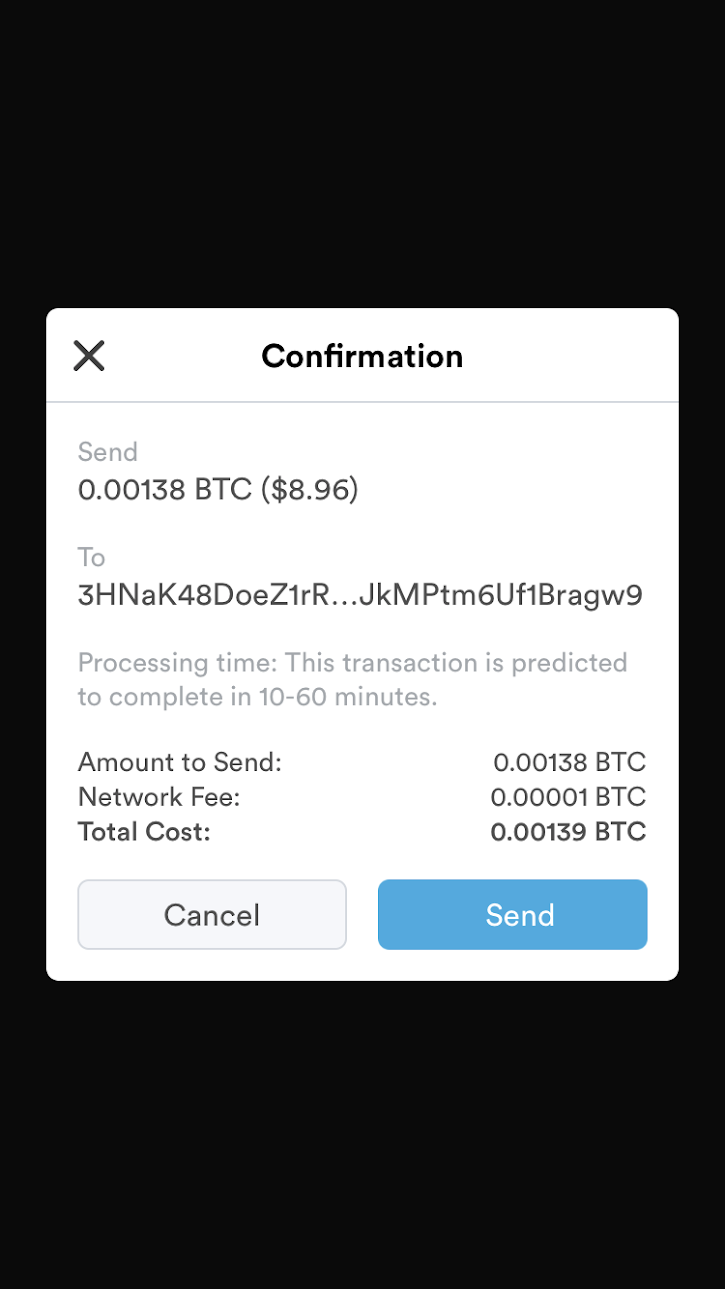 Confirmation
Send
0.00138 BTC ($8.96)
To
3HNaK48DoeZ1rR...JkMPtm6Uf1Bragw9
Processing time: This transaction is predicted
to complete in 10-60 minutes.
Amount to Send: 0.00138 BTC
Network Fee: 0.00001 BTC
Total Cost: 0.00139 BTC
Cancel Send